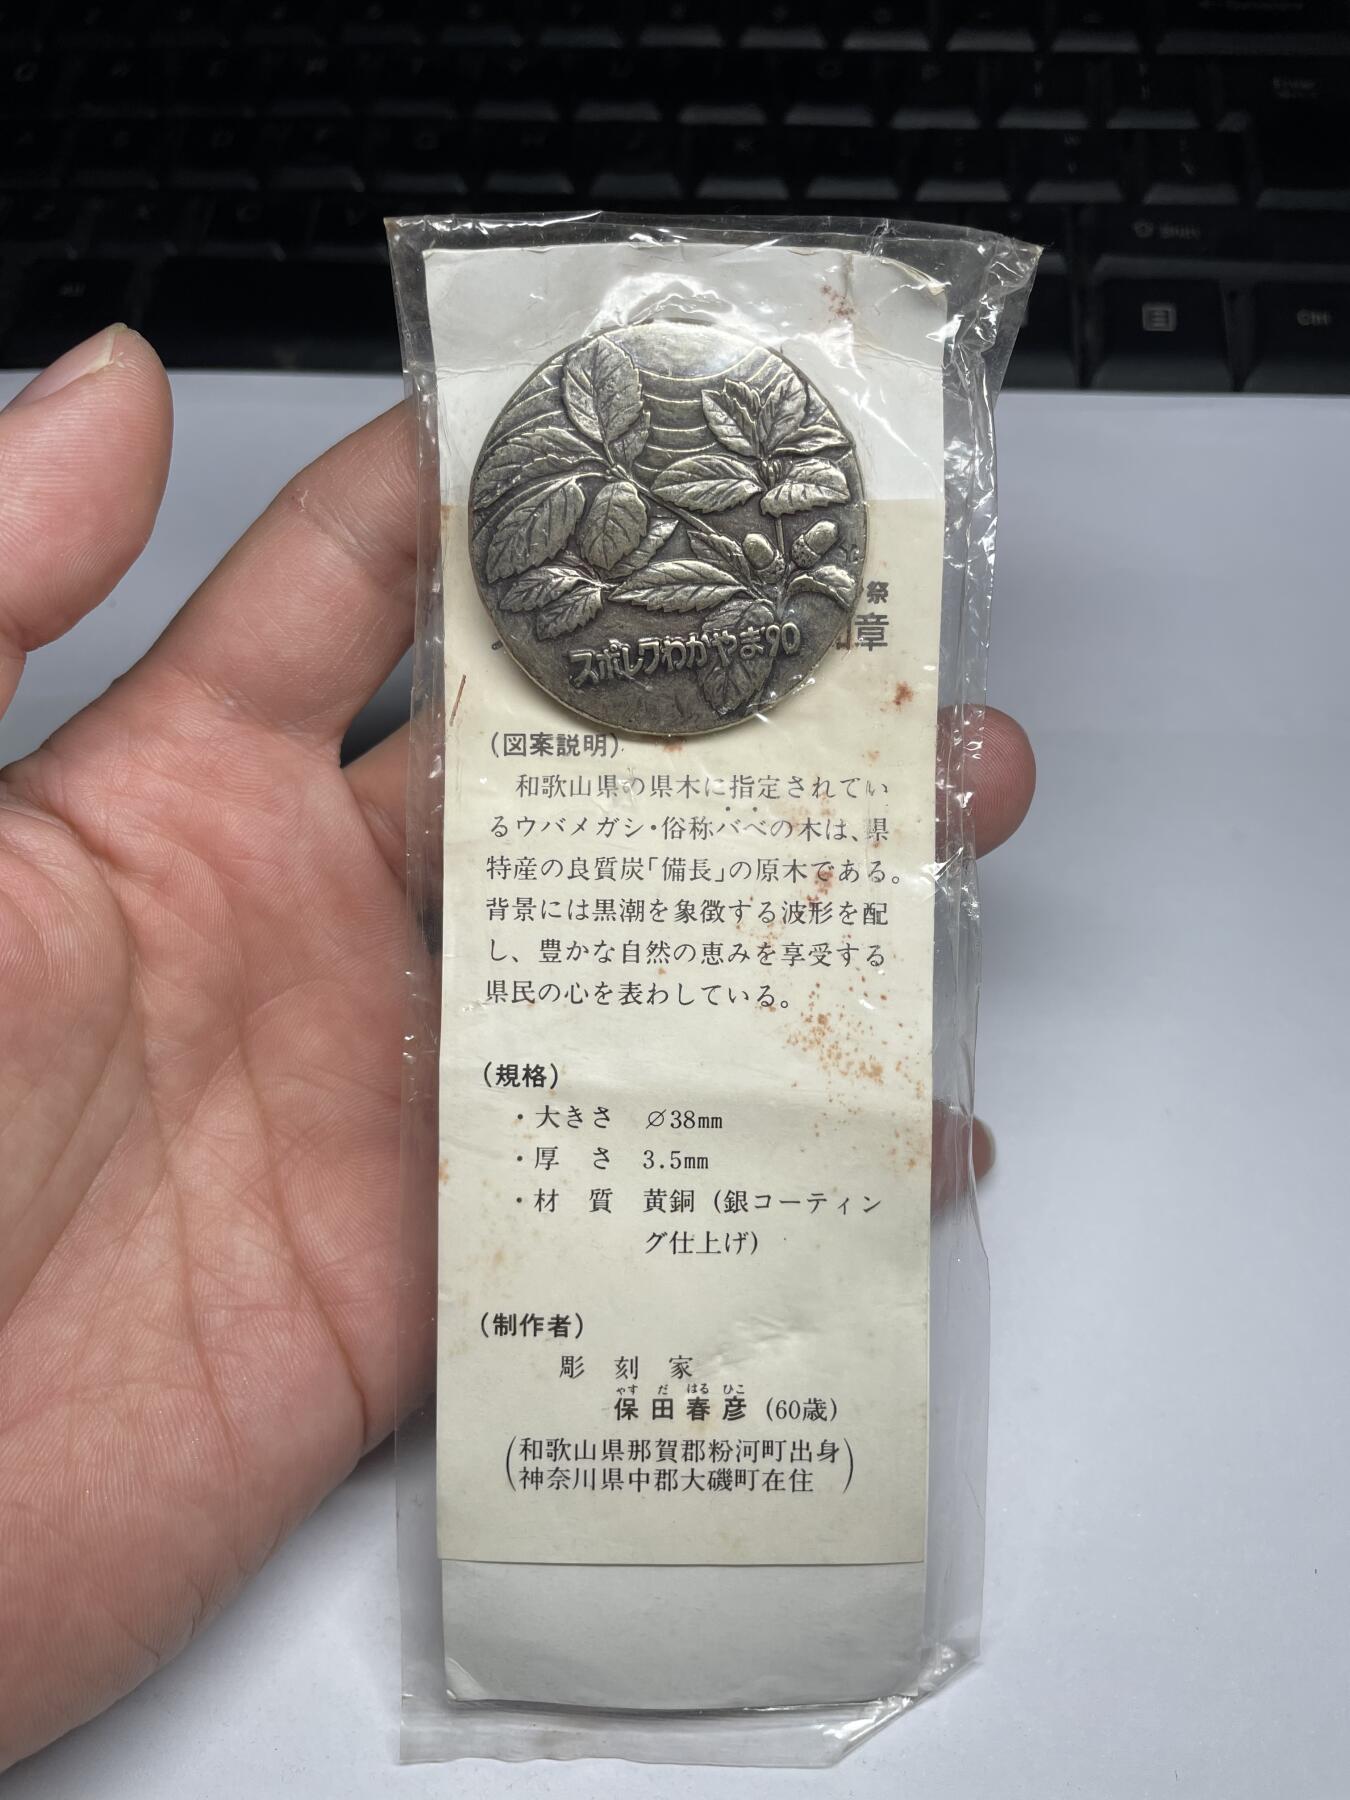 スポレクわかやま90
祭
章
(図案説明)
和歌山県の県木に指定されてい
るウバメガシ・俗称バベの木は、県
特産の良質炭「備長」の原木である。
背景には黒潮を象徴する波形を配
し、豊かな自然の恵みを享受する
県民の心を表わしている。
(規格)
・大きさ ∅38mm
・厚 さ 3.5mm
・材 質 黄銅 (銀コーティン
グ仕上げ)
(制作者)
彫刻家
やす だ はる ひこ
保田春彦 (60歳)
(和歌山県那賀郡粉河町出身
神奈川県中郡大磯町在住)
Shift
Ctrl